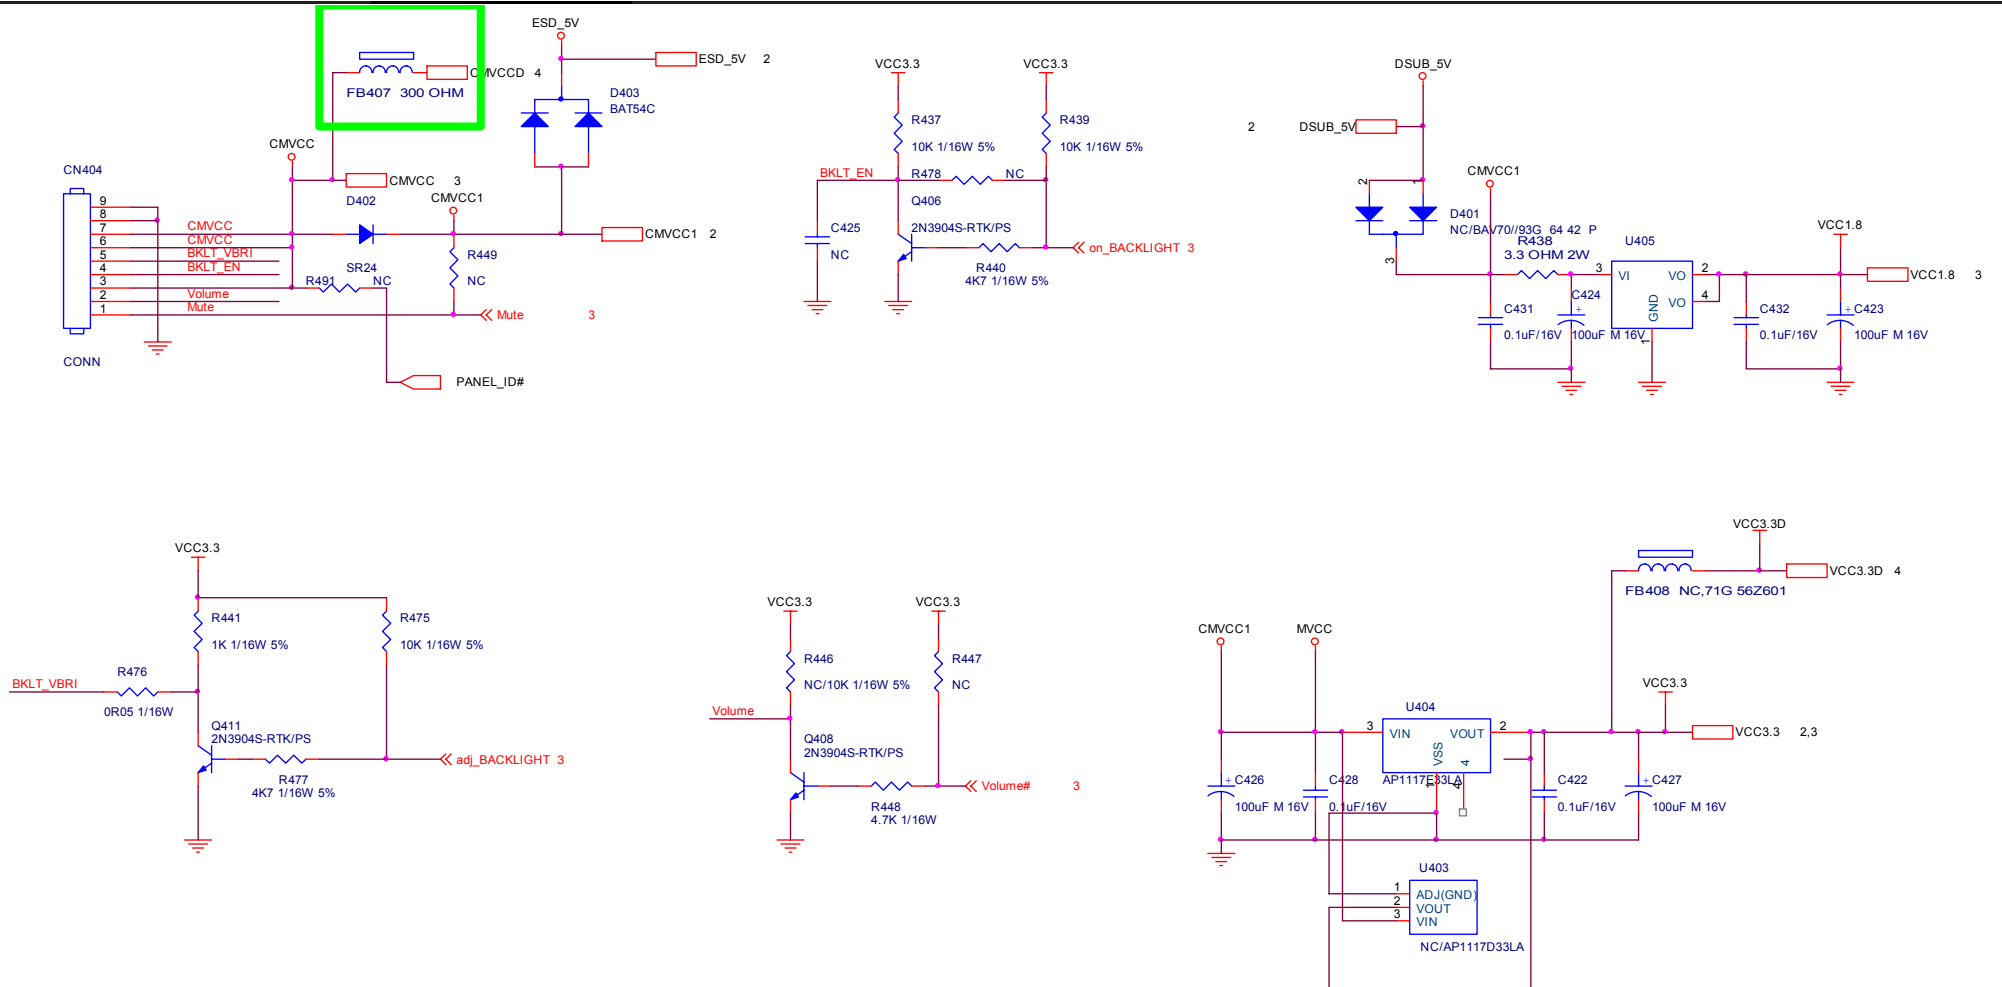 ESD_5V
ESD_5V 2
CMVCCD 4
FB407 300 OHM
D403
BAT54C
CMVCC
CN404
CMVCC 3
D402
CMVCC1
9
8
7
6
5
4
3
2
1
CMVCC
CMVCC
BKLT_VBRI
BKLT_EN
Volume
Mute
SR24
R491
NC
R449
NC
CMVCC1 2
Mute 3
CONN
PANEL_ID#
VCC3.3
VCC3.3
R437
10K 1/16W 5%
R439
10K 1/16W 5%
BKLT_EN
R478
NC
Q406
2N3904S-RTK/PS
C425
NC
R440
4K7 1/16W 5%
on_BACKLIGHT 3
DSUB_5V
2 DSUB_5V
CMVCC1
2
1
3
D401
NC/BAV70//93G 64 42 P
R438
3.3 OHM 2W
U405
VCC1.8
3 VI
VO 2
VO 4
GND
1
VCC1.8 3
C431
0.1uF/16V
C424
+
100uF M 16V
C432
0.1uF/16V
+
C423
100uF M 16V
VCC3.3
R441
1K 1/16W 5%
R475
10K 1/16W 5%
R476
BKLT_VBRI
0R05 1/16W
Q411
2N3904S-RTK/PS
R477
4K7 1/16W 5%
adj_BACKLIGHT 3
VCC3.3
VCC3.3
R446
NC/10K 1/16W 5%
R447
NC
Volume
Q408
2N3904S-RTK/PS
R448
4.7K 1/16W
Volume# 3
VCC3.3D
VCC3.3D 4
FB408 NC,71G 56Z601
CMVCC1
MVCC
VCC3.3
U404
3 VIN
VOUT 2
VSS
4
1
4
AP1117E33LA
VCC3.3 2,3
+
C426
100uF M 16V
C428
0.1uF/16V
C422
0.1uF/16V
+
C427
100uF M 16V
U403
1 ADJ(GND)
2 VOUT
3 VIN
NC/AP1117D33LA